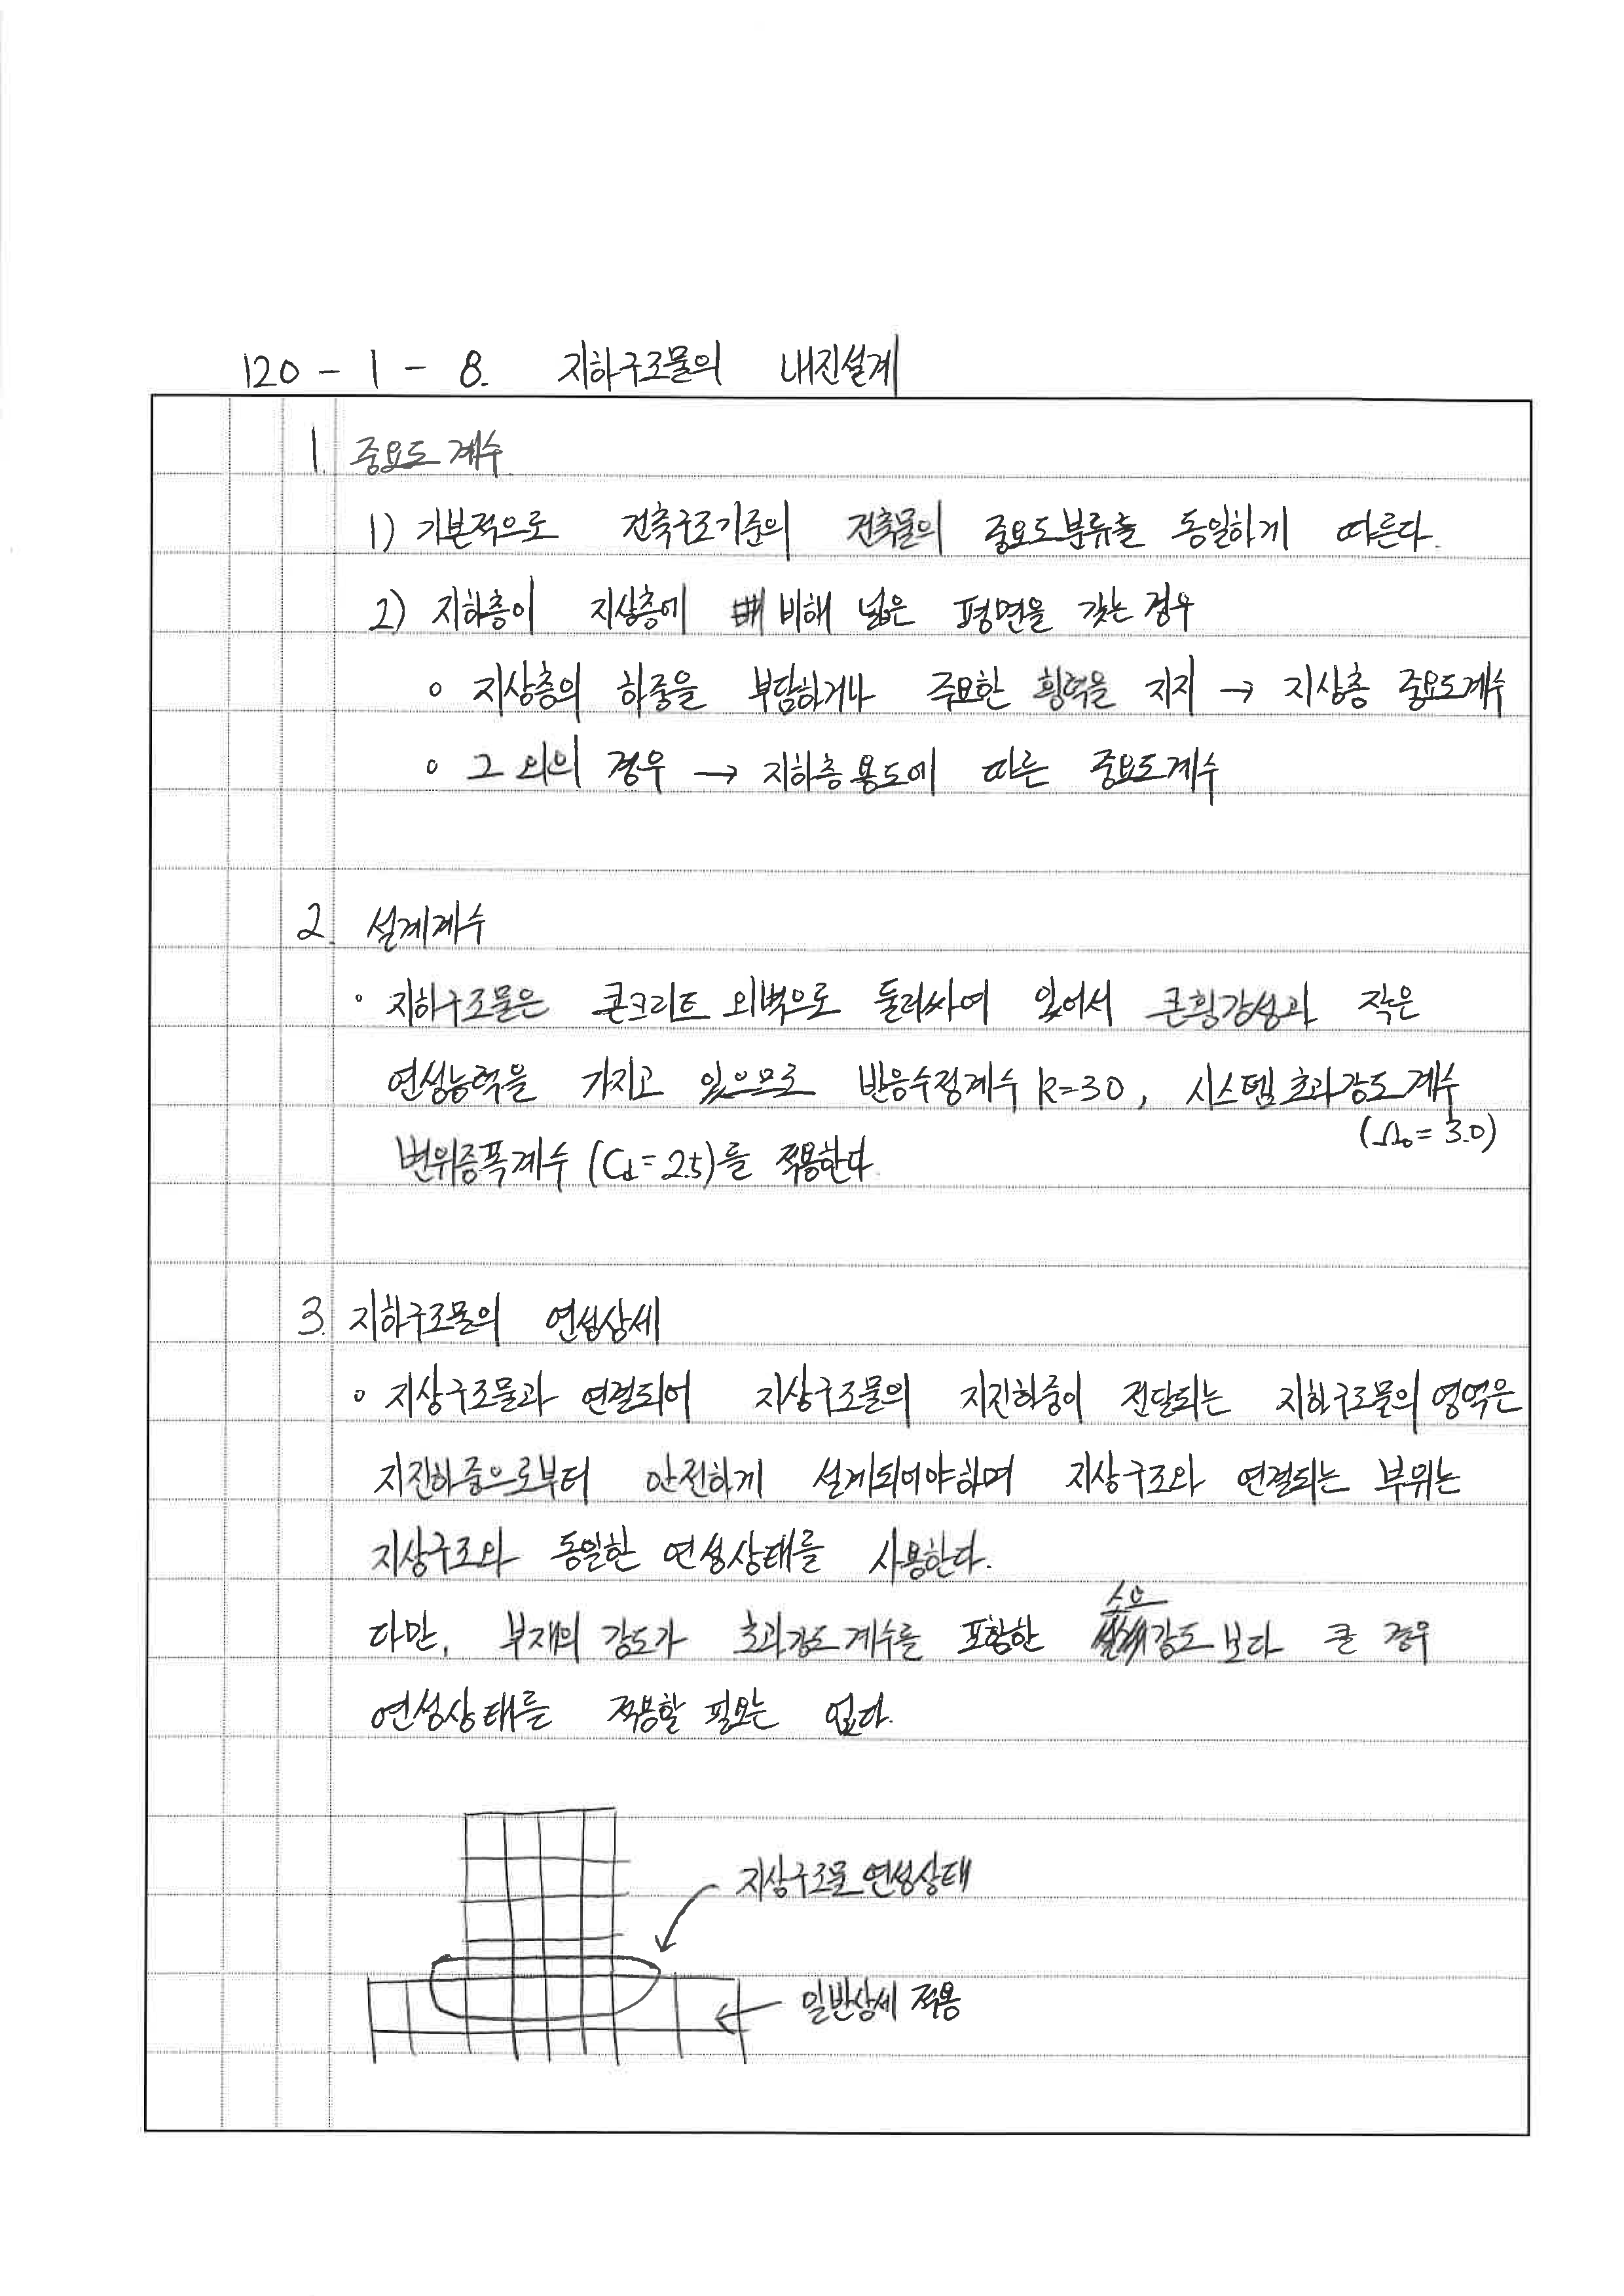 120 - 1 - 8. 지하구조물의 내진설계
1. 중요도 계수
1) 기본적으로 건축구조기준의 건축물의 중요도분류를 동일하게 따른다.
2) 지하층이 지상층에 비해 넓은 평면을 갖는 경우
○ 지상층의 하중을 부담하거나 주요한 횡력을 지지 → 지상층 중요도계수
○ 그 외의 경우 → 지하층 용도에 따른 중요도계수
2. 설계계수
· 지하구조물은 콘크리트 외벽으로 둘러싸여 있어서 큰횡강성과 작은
연성능력을 가지고 있으므로 반응수정계수 R=3.0, 시스템초과강도계수
(Ω₀ = 3.0)
변위증폭계수 (Cd = 2.5)를 적용한다.
3. 지하구조물의 연성상세
○ 지상구조물과 연결되어 지상구조물의 지진하중이 전달되는 지하구조물의 영역은
지진하중으로부터 안전하게 설계되어야하며 지상구조와 연결되는 부위는
지상구조와 동일한 연성상태를 사용한다.
다만, 부재의 강도가 초과강도계수를 포함한 소요강도 보다 큰 경우
연성상태를 적용할 필요는 없다.
지상구조물 연성상태
일반상세 적용